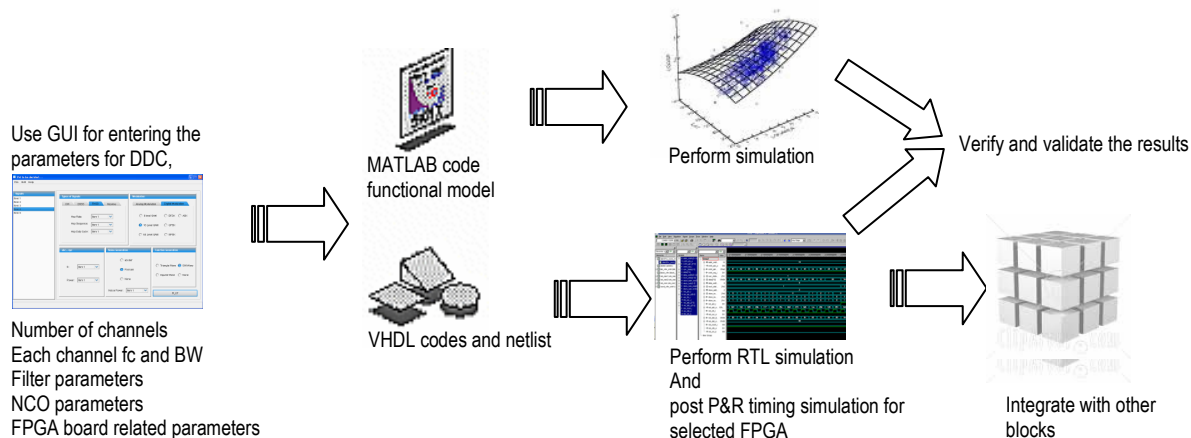 Use GUI for entering the
parameters for DDC,
Number of channels
Each channel fc and BW
Filter parameters
NCO parameters
FPGA board related parameters
MATLAB code
functional model
VHDL codes and netlist
Perform simulation
Perform RTL simulation
And
post P&R timing simulation for
selected FPGA
Verify and validate the results
Integrate with other
blocks